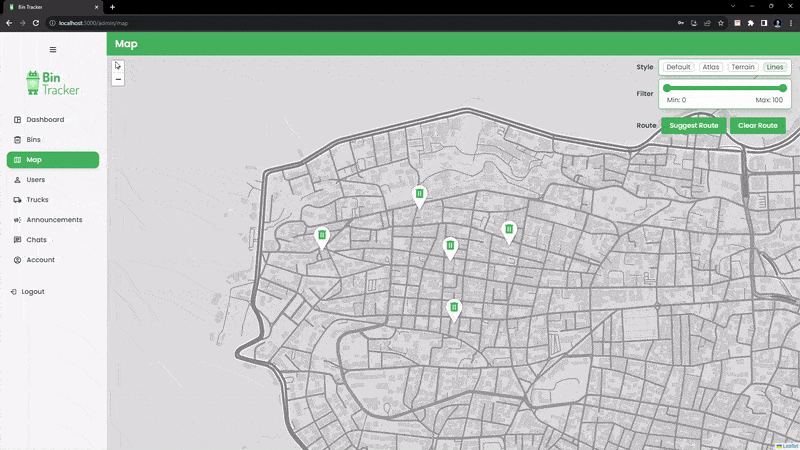 Bin Tracker
localhost:3000/admin/map
Map
Bin
Tracker
Dashboard
Bins
Map
Users
Trucks
Announcements
Chats
Account
Logout
−
Style
Default
Atlas
Terrain
Lines
Filter
Min: 0
Max: 100
Route
Suggest Route
Clear Route
Leaflet